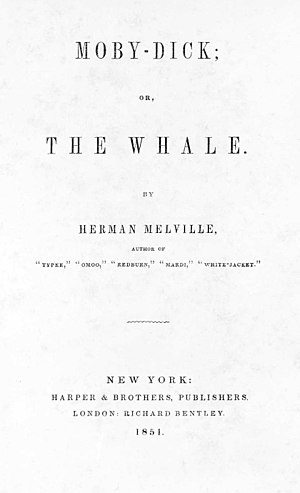 MOBY-DICK;
OR,
THE WHALE.
BY
HERMAN MELVILLE,
AUTHOR OF
"TYPEE," "OMOO," "REDBURN," "MARDI," "WHITE-JACKET."
NEW YORK:
HARPER & BROTHERS, PUBLISHERS.
LONDON: RICHARD BENTLEY.
1851.